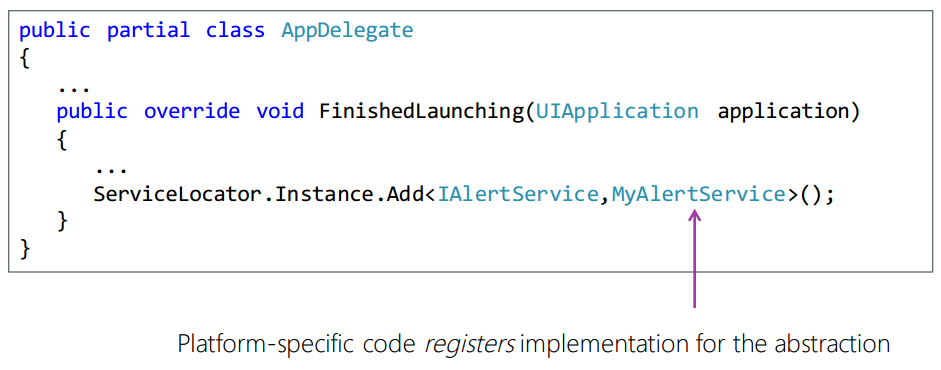 public partial class AppDelegate
{
...
public override void FinishedLaunching(UIApplication application)
{
...
ServiceLocator.Instance.Add<IAlertService,MyAlertService>();
}
}
Platform-specific code registers implementation for the abstraction